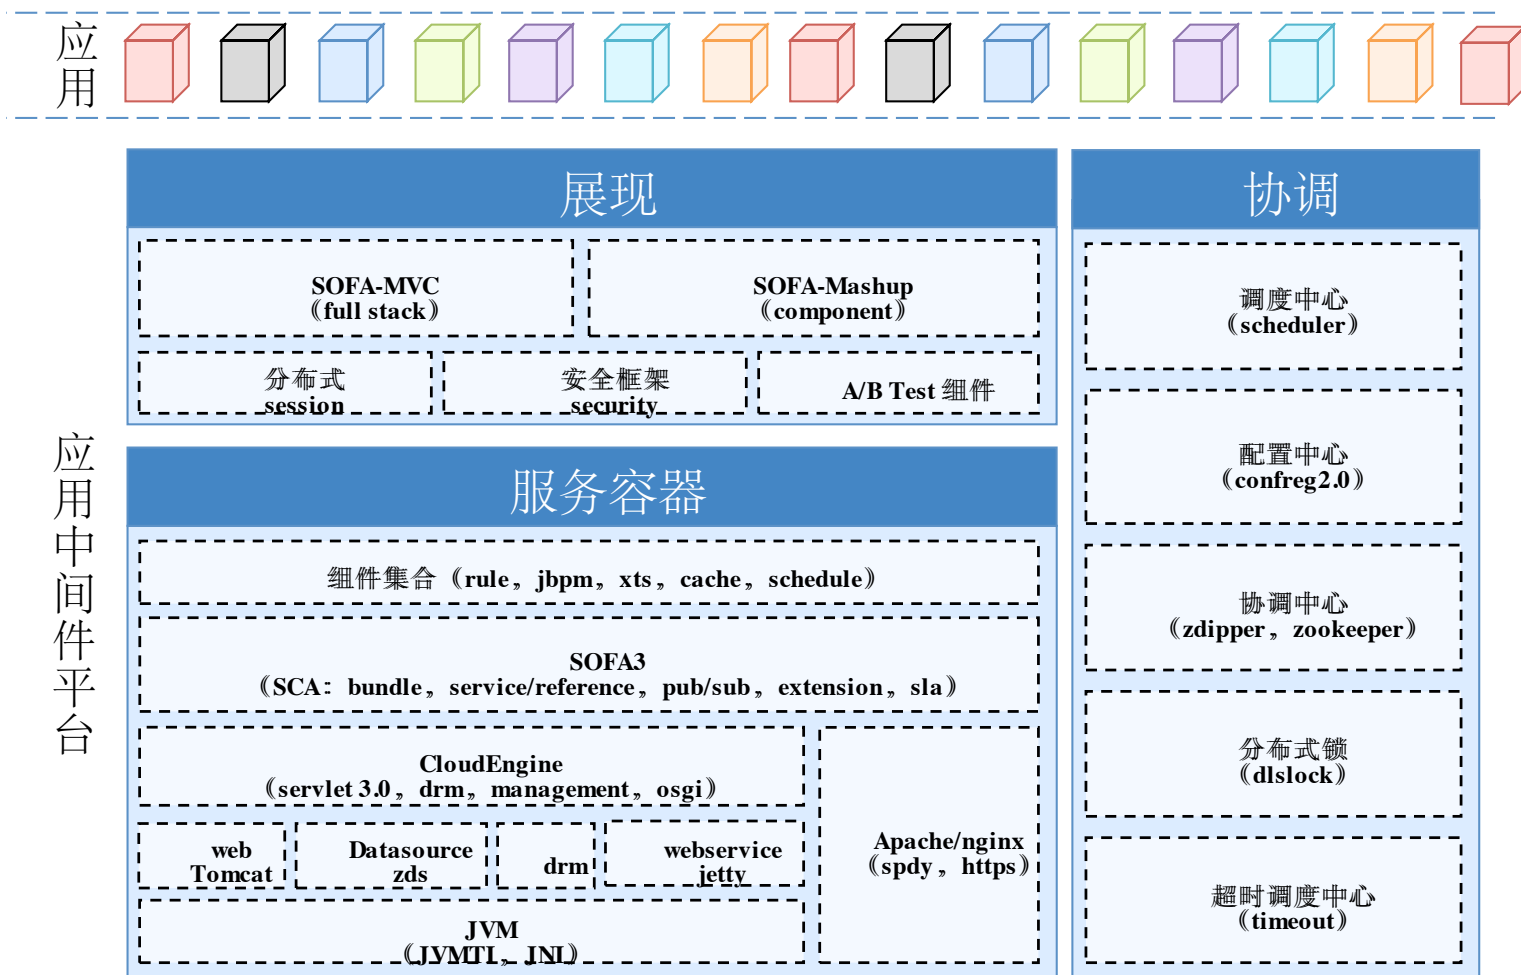 应用
展现
SOFA-MVC
（full stack）
SOFA-Mashup
（component）
分布式
session
安全框架
security
A/B Test 组件
协调
调度中心
（scheduler）
配置中心
（confreg2.0）
协调中心
（zdipper，zookeeper）
分布式锁
（dlslock）
超时调度中心
（timeout）
应用中间件平台
服务容器
组件集合（rule，jbpm，xts，cache，schedule）
SOFA3
（SCA：bundle，service/reference，pub/sub，extension，sla）
CloudEngine
（servlet 3.0，drm，management，osgi）
web
Tomcat
Datasource
zds
drm
webservice
jetty
Apache/nginx
（spdy，https）
JVM
（JVMTI，JNI）